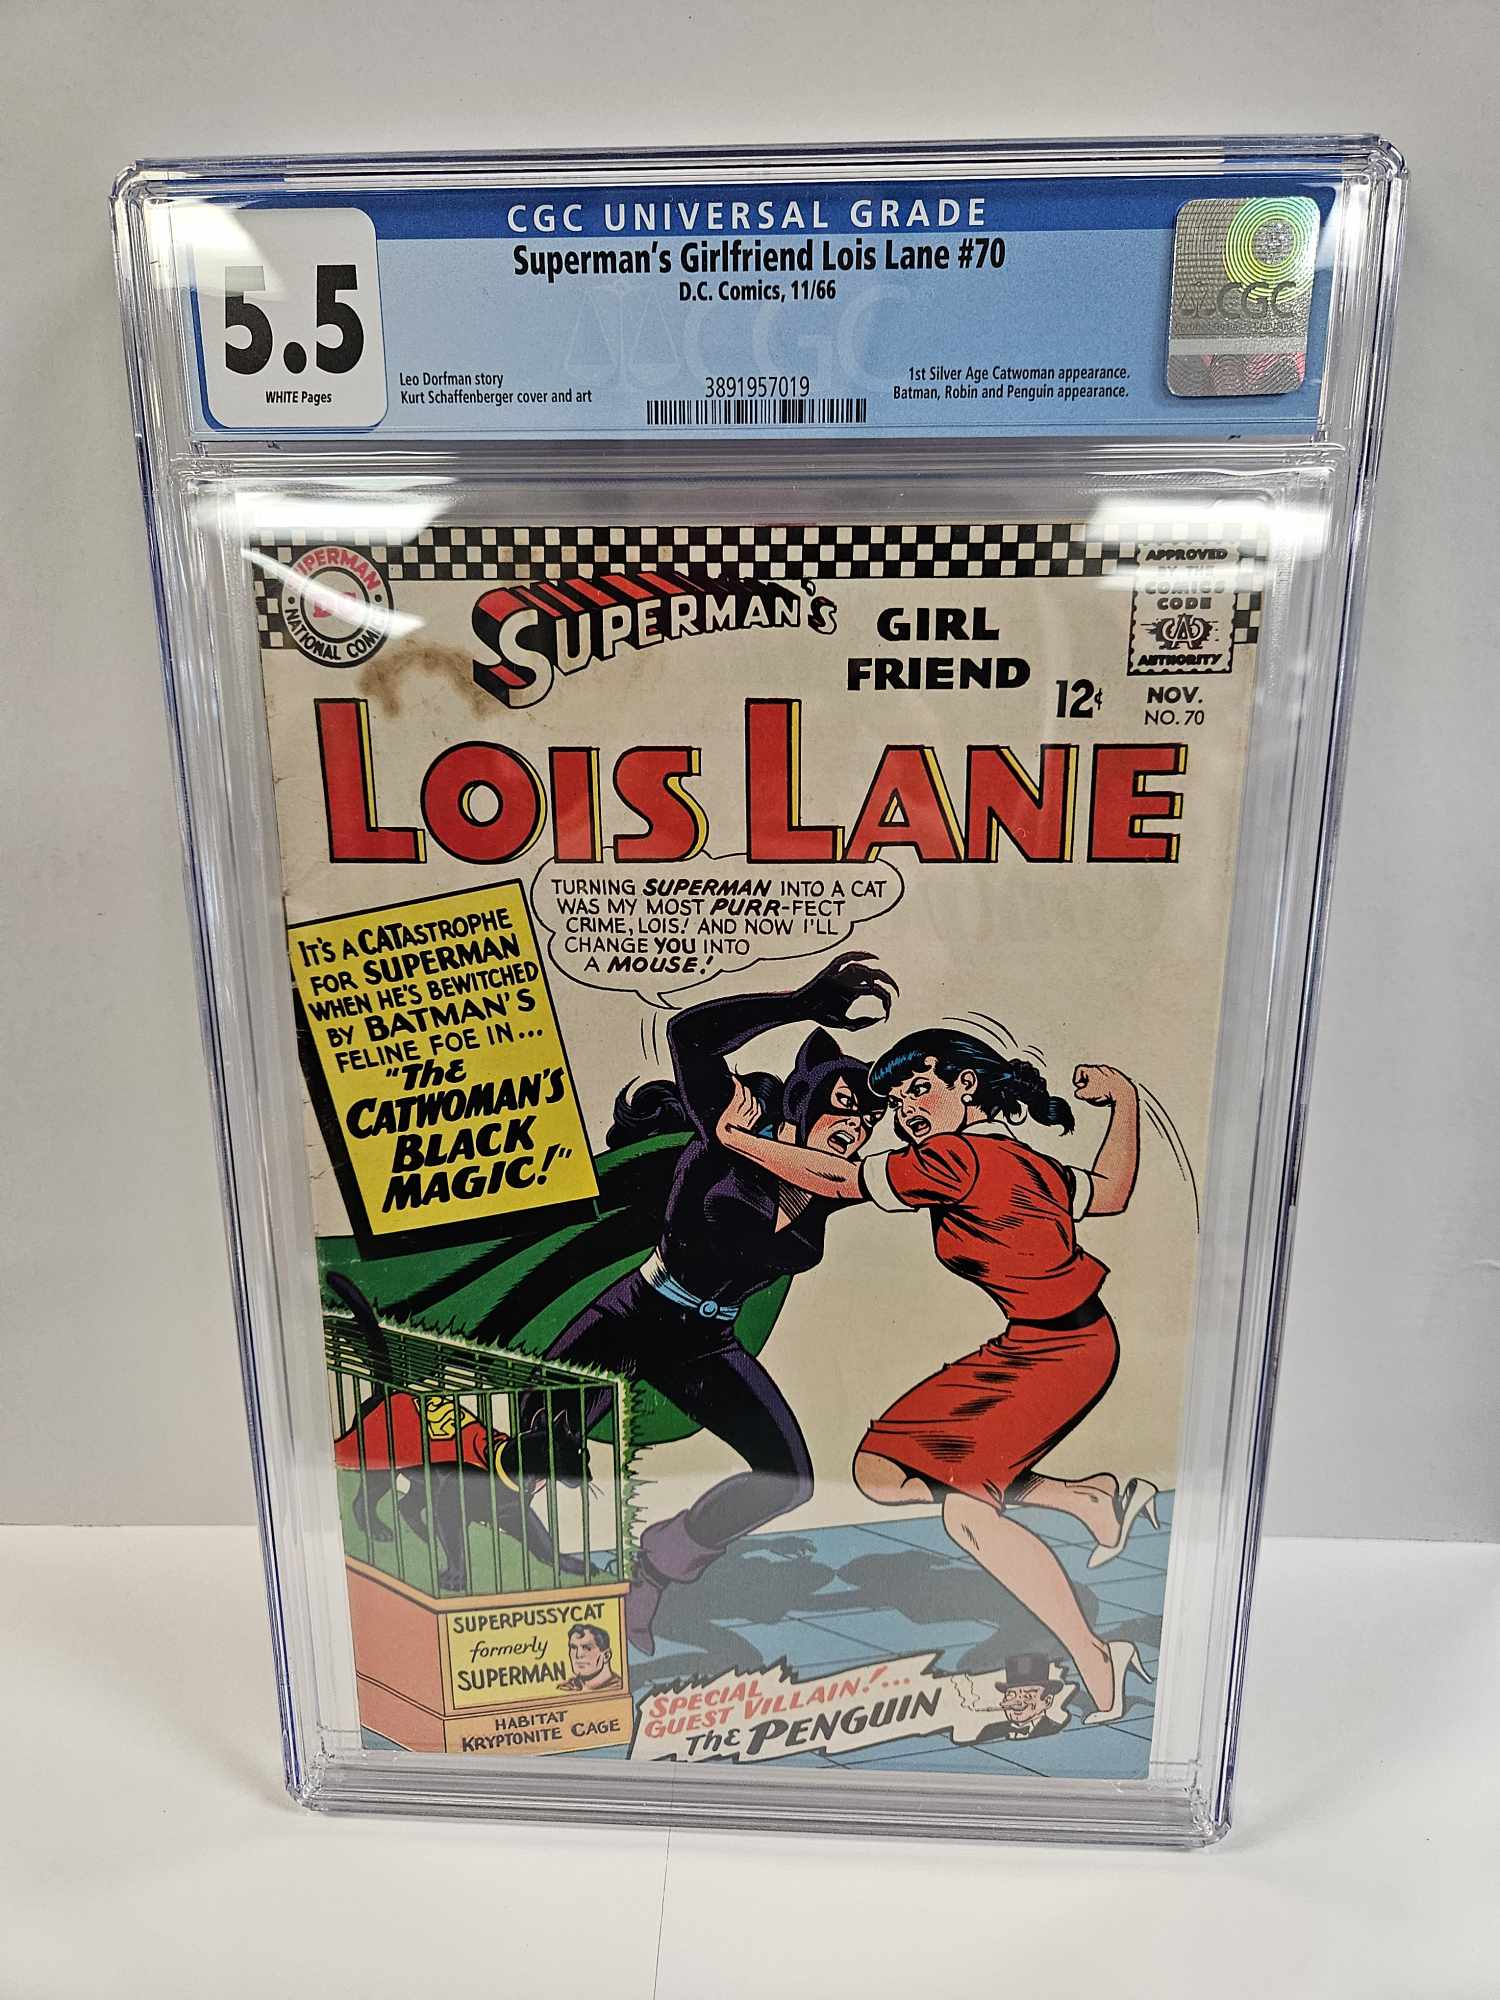 CGC UNIVERSAL GRADE
5.5
WHITE Pages
Superman's Girlfriend Lois Lane #70
D.C. Comics, 11/66
Leo Dorfman story
Kurt Schaffenberger cover and art
3891957019
1st Silver Age Catwoman appearance.
Batman, Robin and Penguin appearance.
CGC
SUPERMAN
DC
NATIONAL COMICS
SUPERMAN'S
GIRL
FRIEND
LOIS LANE
12¢
APPROVED
BY THE
COMICS
CODE
AUTHORITY
NOV.
NO. 70
TURNING SUPERMAN INTO A CAT
WAS MY MOST PURR-FECT
CRIME, LOIS! AND NOW I'LL
CHANGE YOU INTO
A MOUSE!
IT'S A CATASTROPHE
FOR SUPERMAN
WHEN HE'S BEWITCHED
BY BATMAN'S
FELINE FOE IN...
"THE
CATWOMAN'S
BLACK
MAGIC!"
SUPERPUSSYCAT
formerly
SUPERMAN
HABITAT
KRYPTONITE CAGE
SPECIAL
GUEST VILLAIN!...
THE PENGUIN